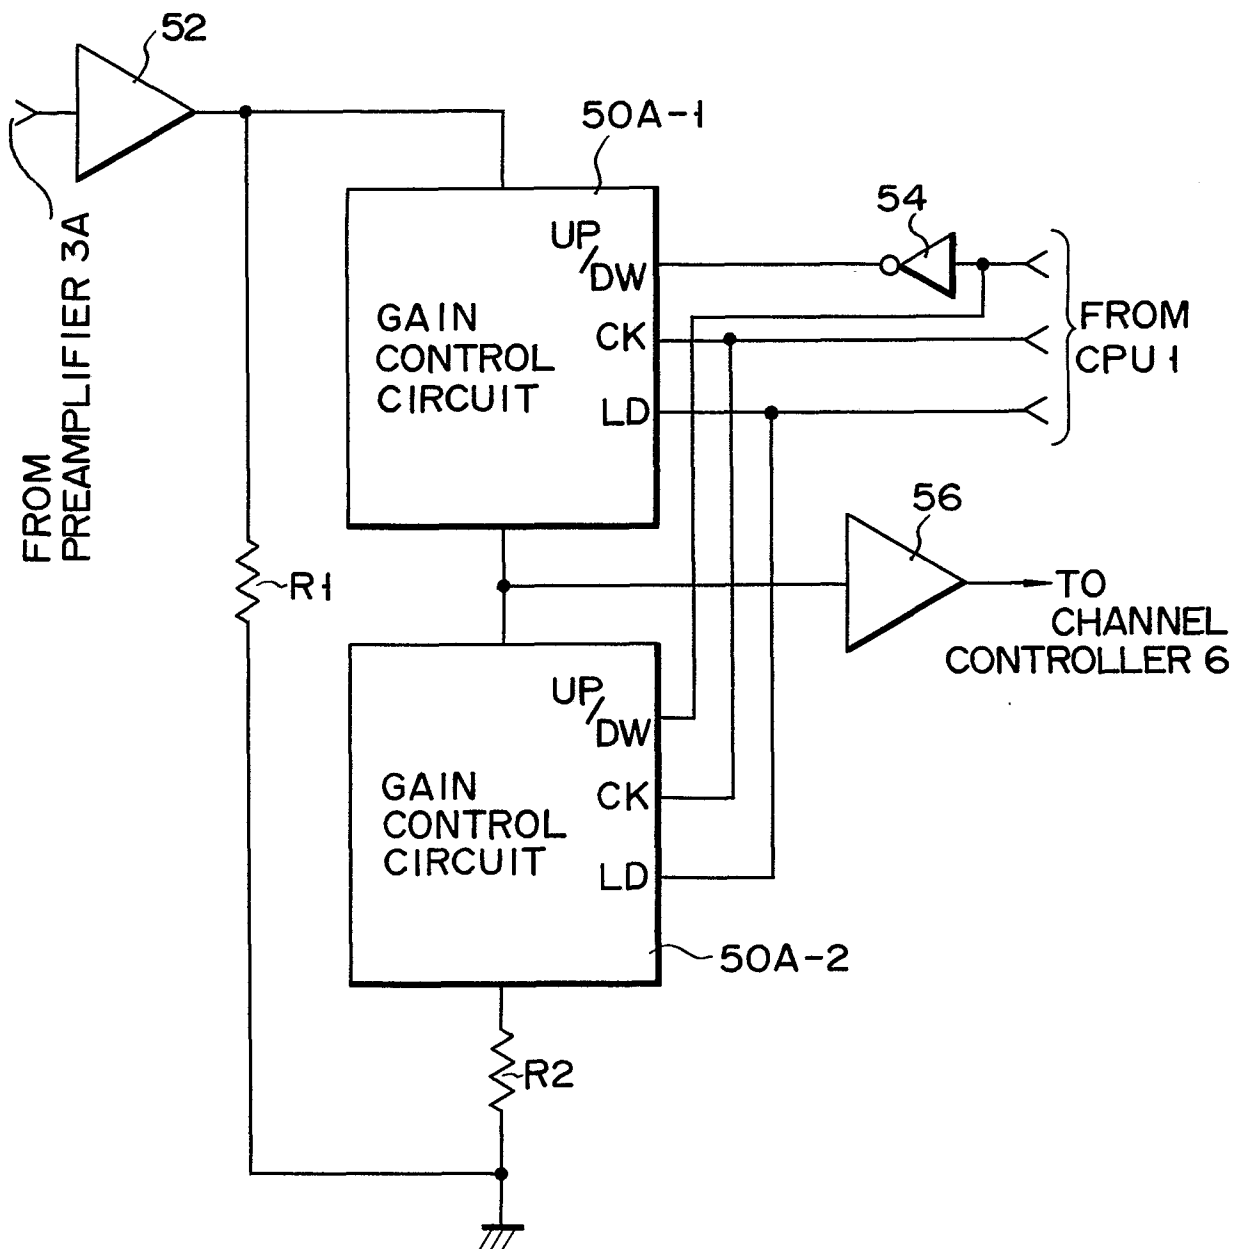 52
FROM
PREAMPLIFIER 3A
50A-1
54
UP/DW
CK
LD
GAIN
CONTROL
CIRCUIT
FROM
CPU 1
56
TO
CHANNEL
CONTROLLER 6
R1
UP/DW
CK
LD
GAIN
CONTROL
CIRCUIT
50A-2
R2